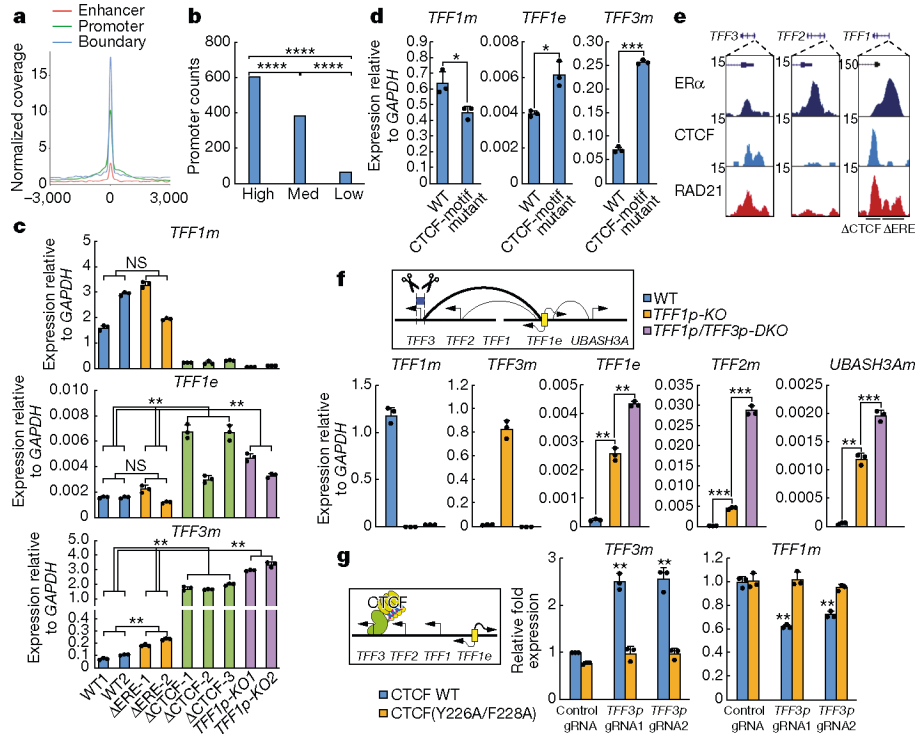 a
Enhancer
Promoter
Boundary
Normalized coverage
15
10
5
0
−3,000
0
3,000
b
Promoter counts
800
600
400
200
0
****
**** ****
High Med Low
c
TFF1m
Expression relative
to GAPDH
5
4
3
2
1
0
NS
TFF1e
Expression relative
to GAPDH
0.010
0.008
0.006
0.004
0.002
0
** **
NS
TFF3m
Expression relative
to GAPDH
5.0
4.0
3.0
2.0
1.0
0.4
0.3
0.2
0.1
0
** **
**
WT1
WT2
ΔERE-1
ΔERE-2
ΔCTCF-1
ΔCTCF-2
ΔCTCF-3
TFF1p-KO1
TFF1p-KO2
d
TFF1m TFF1e TFF3m
Expression relative
to GAPDH
0.9
0.8
0.7
0.6
0.5
0.4
0.3
0.2
0.1
0
*
WT
CTCF-motif
mutant
0.008
0.006
0.004
0.002
0
*
WT
CTCF-motif
mutant
0.30
0.25
0.20
0.15
0.10
0.05
0
***
WT
CTCF-motif
mutant
e
TFF3 TFF2 TFF1
150
ERα
15 15 15
CTCF
15 15 15
RAD21
ΔCTCF ΔERE
f
TFF3 TFF2 TFF1 TFF1e UBASH3A
WT
TFF1p-KO
TFF1p/TFF3p-DKO
TFF1m TFF3m TFF1e TFF2m UBASH3Am
Expression relative
to GAPDH
1.5
1.0
0.5
0
1.2
1.0
0.8
0.6
0.4
0.2
0
0.005
0.004
0.003
0.002
0.001
0
**
**
0.035
0.030
0.025
0.020
0.015
0.010
0.005
0
***
***
0.0025
0.0020
0.0015
0.0010
0.0005
0
***
**
g
CTCF
TFF3 TFF2 TFF1 TFF1e
CTCF WT
CTCF(Y226A/F228A)
TFF3m
Relative fold
expression
3
2
1
0
** **
Control
gRNA
TFF3p
gRNA1
TFF3p
gRNA2
TFF1m
1.2
1.0
0.8
0.6
0.4
0.2
0
** **
Control
gRNA
TFF3p
gRNA1
TFF3p
gRNA2